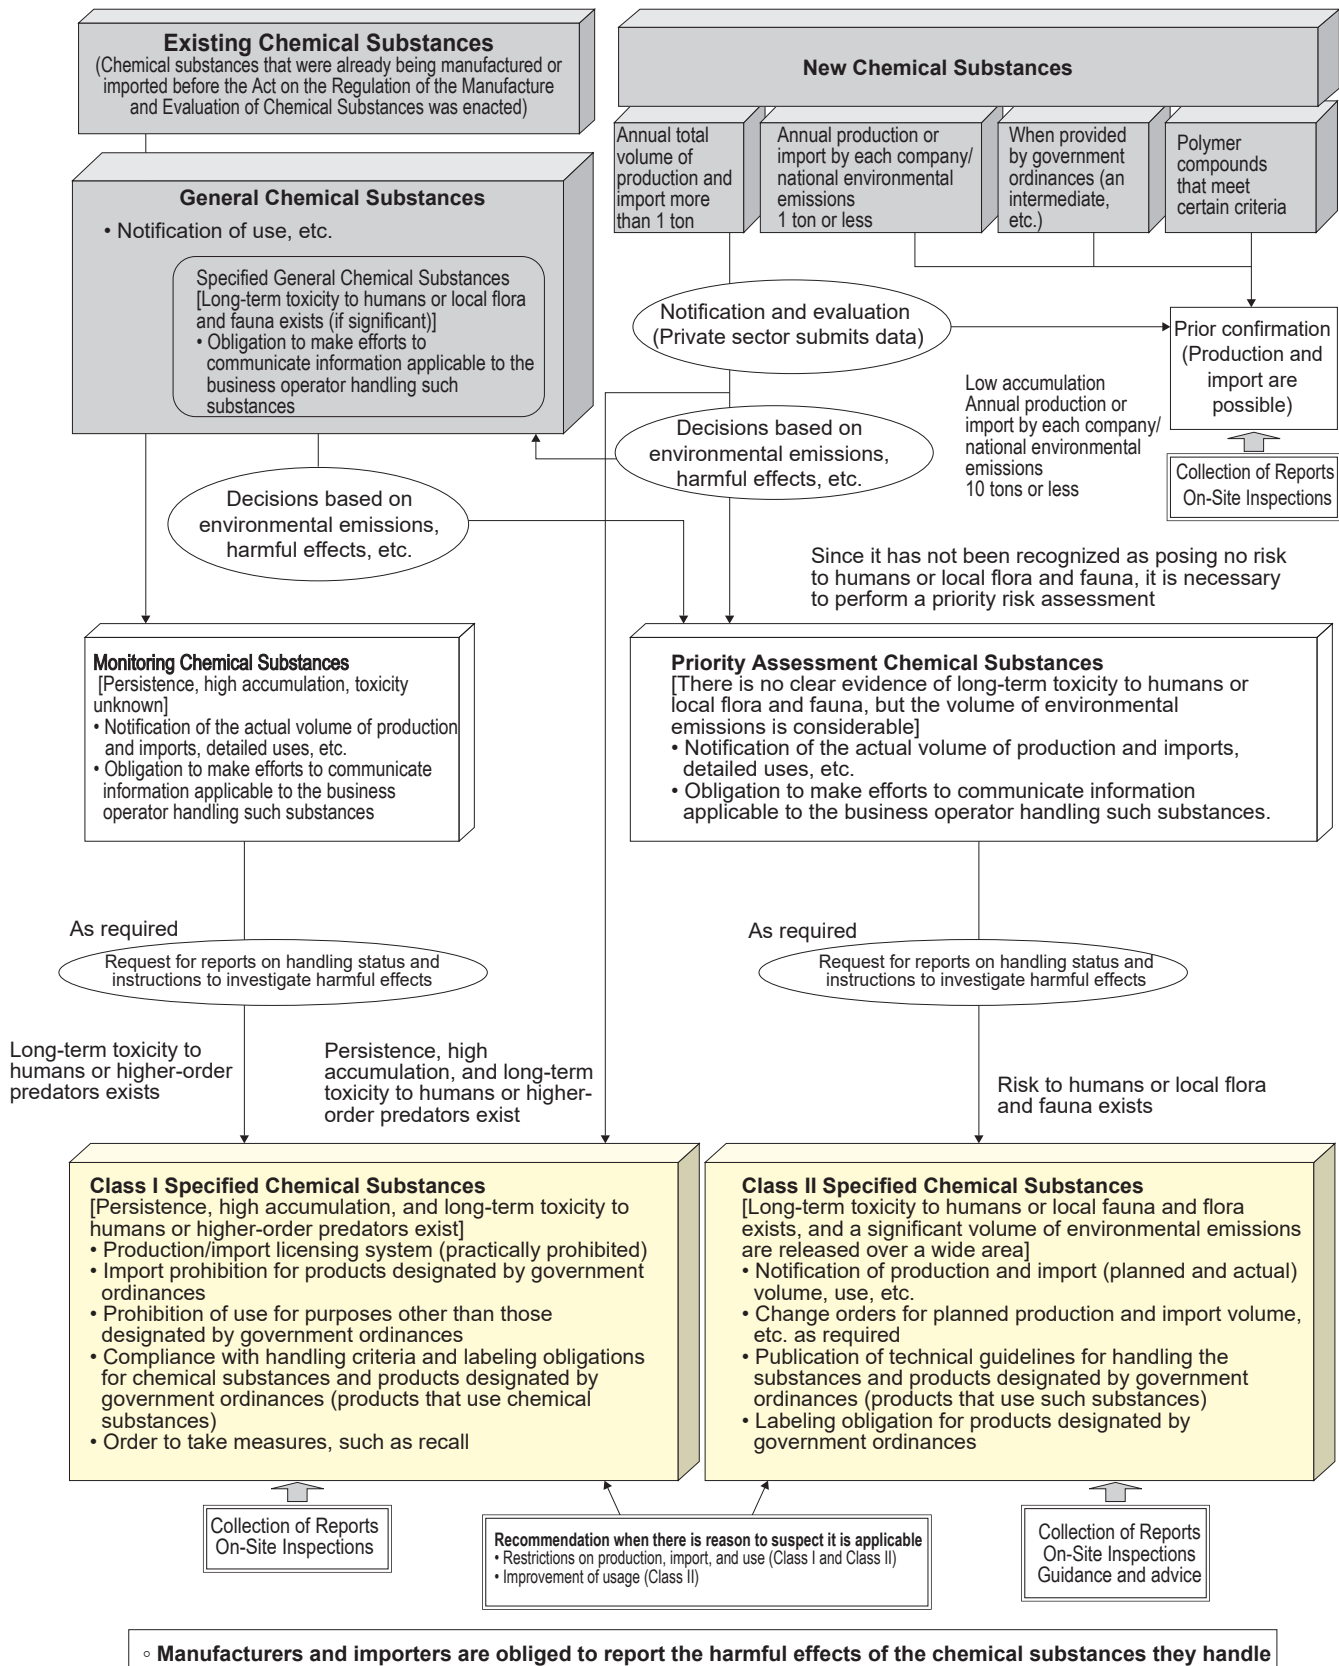 Existing Chemical Substances
(Chemical substances that were already being manufactured or
imported before the Act on the Regulation of the Manufacture
and Evaluation of Chemical Substances was enacted)
New Chemical Substances
Annual total
volume of
production and
import more
than 1 ton
Annual production or
import by each company/
national environmental
emissions
1 ton or less
When provided
by government
ordinances (an
intermediate,
etc.)
Polymer
compounds
that meet
certain criteria
General Chemical Substances
• Notification of use, etc.
Specified General Chemical Substances
[Long-term toxicity to humans or local flora
and fauna exists (if significant)]
• Obligation to make efforts to
communicate information applicable to the
business operator handling such
substances
Notification and evaluation
(Private sector submits data)
Prior confirmation
(Production and
import are
possible)
Low accumulation
Annual production or
import by each company/
national environmental
emissions
10 tons or less
Collection of Reports
On-Site Inspections
Decisions based on
environmental emissions,
harmful effects, etc.
Decisions based on
environmental emissions,
harmful effects, etc.
Since it has not been recognized as posing no risk
to humans or local flora and fauna, it is necessary
to perform a priority risk assessment
Monitoring Chemical Substances
[Persistence, high accumulation, toxicity
unknown]
• Notification of the actual volume of production
and imports, detailed uses, etc.
• Obligation to make efforts to communicate
information applicable to the business
operator handling such substances
Priority Assessment Chemical Substances
[There is no clear evidence of long-term toxicity to humans or
local flora and fauna, but the volume of environmental
emissions is considerable]
• Notification of the actual volume of production and imports,
detailed uses, etc.
• Obligation to make efforts to communicate information
applicable to the business operator handling such substances.
As required
Request for reports on handling status and
instructions to investigate harmful effects
As required
Request for reports on handling status and
instructions to investigate harmful effects
Long-term toxicity to
humans or higher-order
predators exists
Persistence, high
accumulation, and long-term
toxicity to humans or higher-
order predators exist
Risk to humans or local flora
and fauna exists
Class I Specified Chemical Substances
[Persistence, high accumulation, and long-term toxicity to
humans or higher-order predators exist]
• Production/import licensing system (practically prohibited)
• Import prohibition for products designated by government
ordinances
• Prohibition of use for purposes other than those
designated by government ordinances
• Compliance with handling criteria and labeling obligations
for chemical substances and products designated by
government ordinances (products that use chemical
substances)
• Order to take measures, such as recall
Class II Specified Chemical Substances
[Long-term toxicity to humans or local fauna and flora
exists, and a significant volume of environmental emissions
are released over a wide area]
• Notification of production and import (planned and actual)
volume, use, etc.
• Change orders for planned production and import volume,
etc. as required
• Publication of technical guidelines for handling the
substances and products designated by government
ordinances (products that use such substances)
• Labeling obligation for products designated by
government ordinances
Collection of Reports
On-Site Inspections
Recommendation when there is reason to suspect it is applicable
• Restrictions on production, import, and use (Class I and Class II)
• Improvement of usage (Class II)
Collection of Reports
On-Site Inspections
Guidance and advice
◦ Manufacturers and importers are obliged to report the harmful effects of the chemical substances they handle